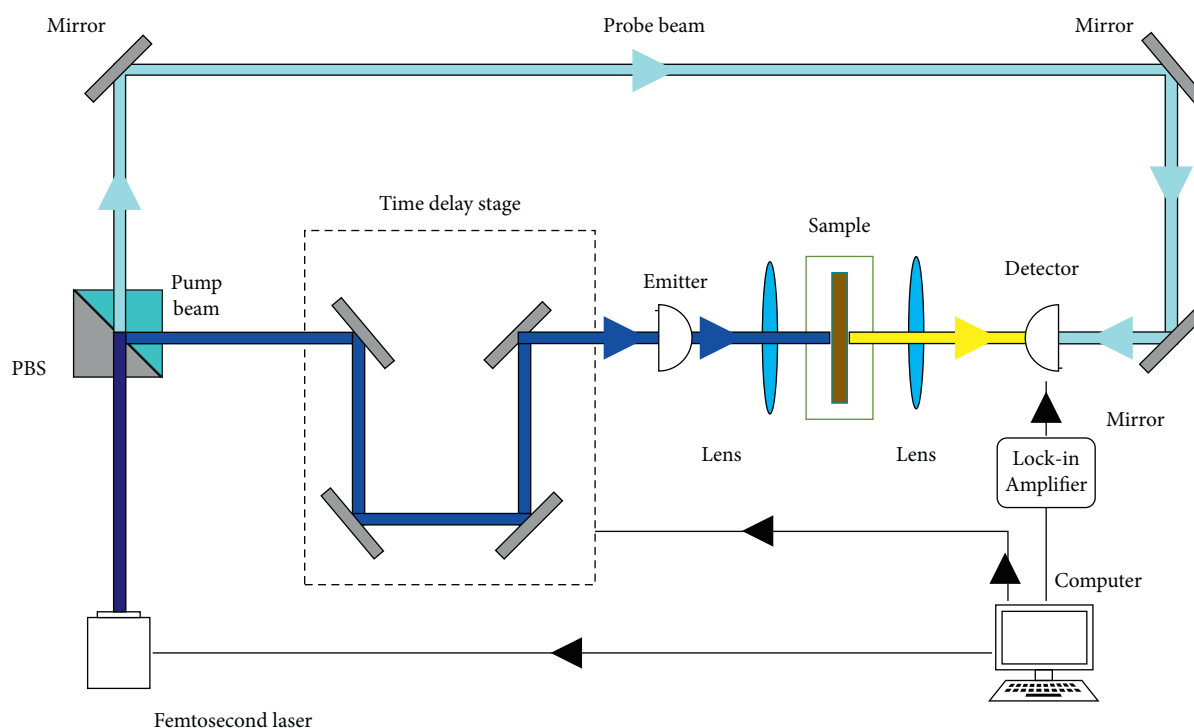 Mirror
Probe beam
Mirror
Time delay stage
Sample
Pump
beam
Emitter
Detector
PBS
Lens
Lens
Mirror
Lock-in
Amplifier
Computer
Femtosecond laser